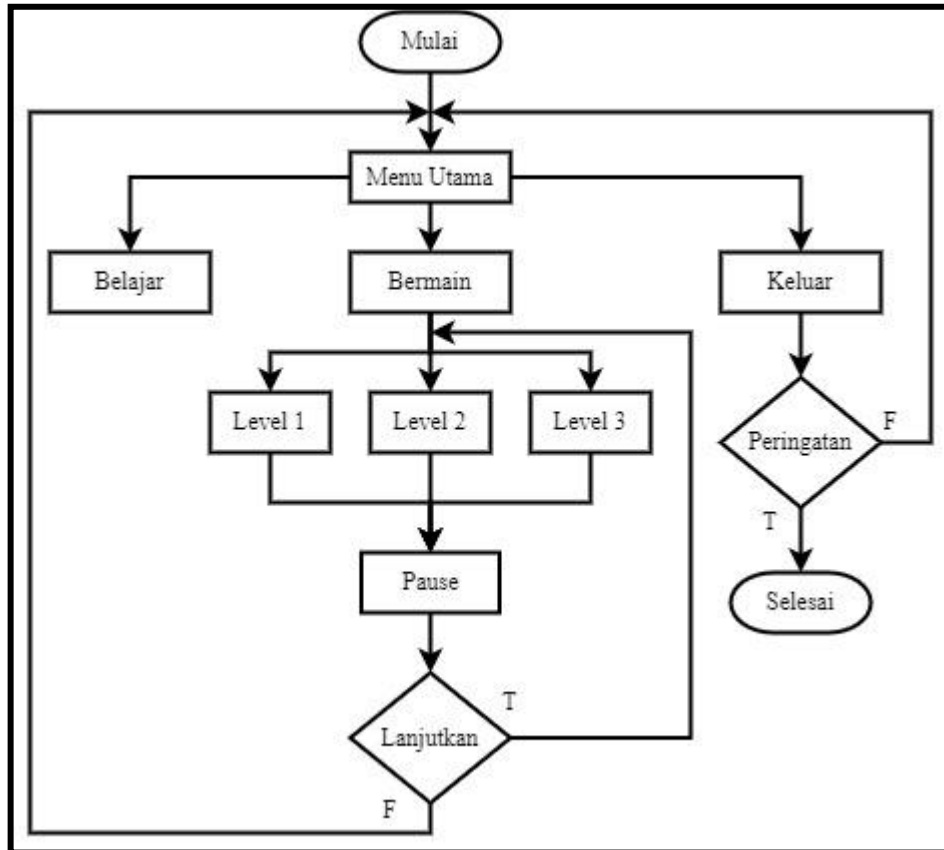 Mulai
Menu Utama
Belajar
Bermain
Keluar
Level 1
Level 2
Level 3
Peringatan
F
T
Pause
Selesai
Lanjutkan
T
F